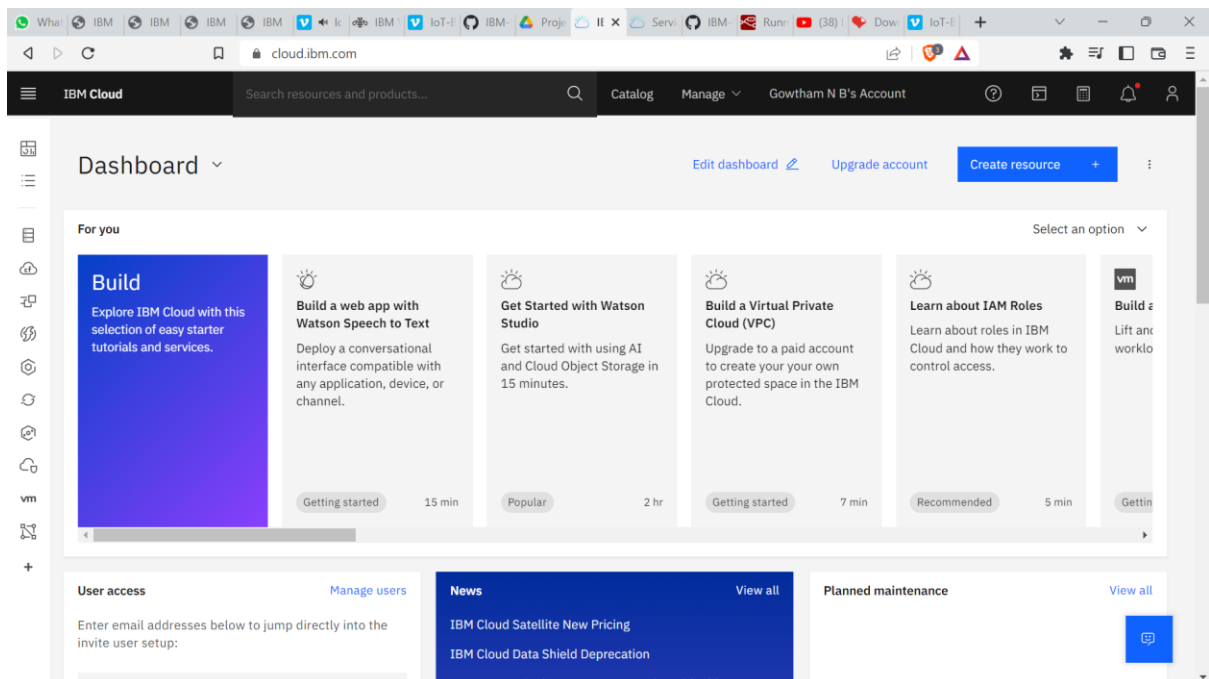 What
IBM
IBM
IBM
IBM
IBM
IoT-E
IBM-
Proje
Servi
IBM-
Runn
(38)
Dow
IoT-E
cloud.ibm.com
IBM Cloud
Search resources and products...
Catalog
Manage
Gowtham N B's Account
Dashboard
Edit dashboard
Upgrade account
Create resource +
For you
Select an option
Build
Explore IBM Cloud with this
selection of easy starter
tutorials and services.
Build a web app with
Watson Speech to Text
Deploy a conversational
interface compatible with
any application, device, or
channel.
Getting started
15 min
Get Started with Watson
Studio
Get started with using AI
and Cloud Object Storage in
15 minutes.
Popular
2 hr
Build a Virtual Private
Cloud (VPC)
Upgrade to a paid account
to create your your own
protected space in the IBM
Cloud.
Getting started
7 min
Learn about IAM Roles
Learn about roles in IBM
Cloud and how they work to
control access.
Recommended
5 min
vm
Build a
Lift and
worklo
Gettin
vm
User access
Manage users
Enter email addresses below to jump directly into the
invite user setup:
News
View all
IBM Cloud Satellite New Pricing
IBM Cloud Data Shield Deprecation
Planned maintenance
View all